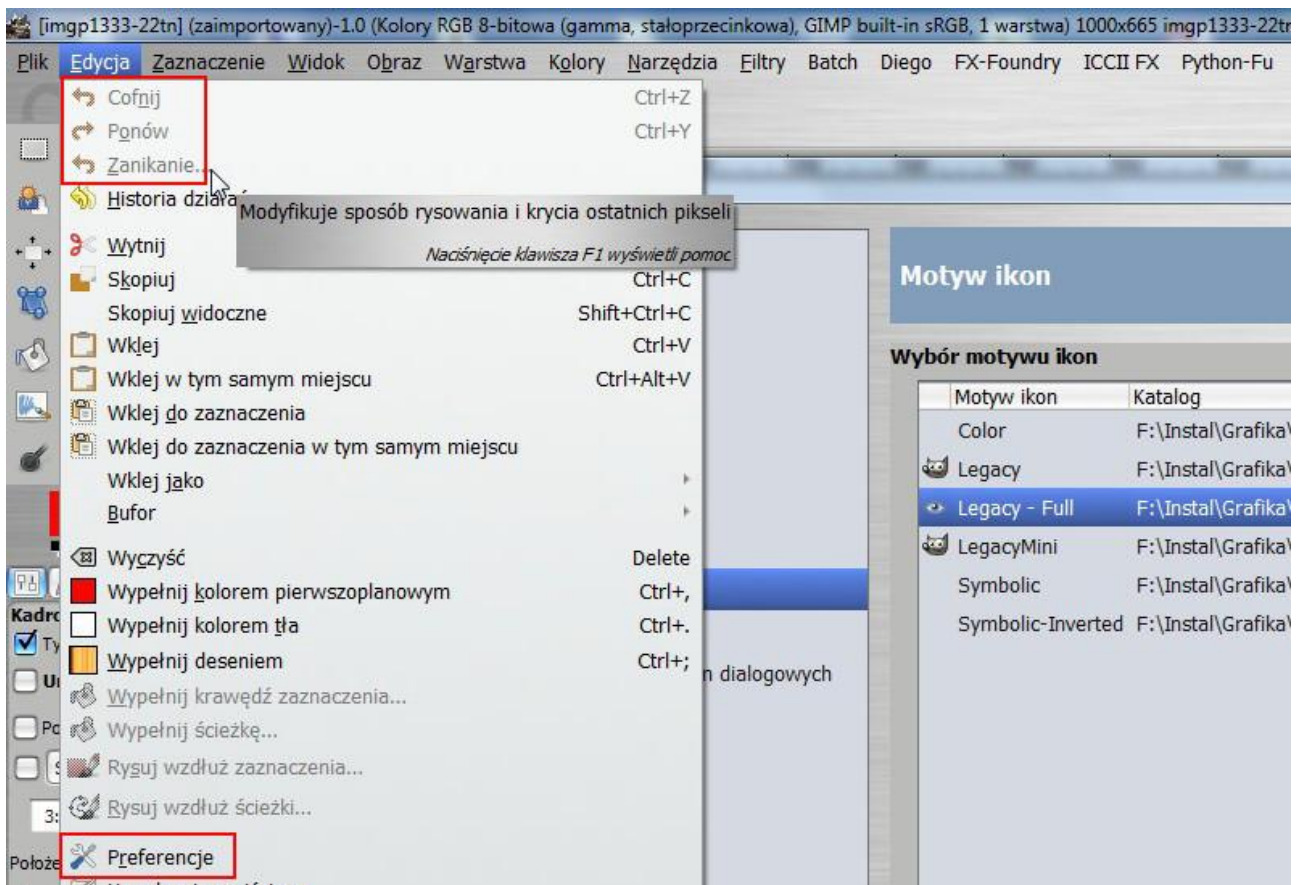 [imgp1333-22tn] (zaimportowany)-1.0 (Kolory RGB 8-bitowa (gamma, stałoprzecinkowa), GIMP built-in sRGB, 1 warstwa) 1000x665 imgp1333-22tn
Plik Edycja Zaznaczenie Widok Obraz Warstwa Kolory Narzędzia Filtry Batch Diego FX-Foundry ICCII FX Python-Fu
Cofnij Ctrl+Z
Ponów Ctrl+Y
Zanikanie...
Historia działań
Modyfikuje sposób rysowania i krycia ostatnich pikseli
Naciśnięcie klawisza F1 wyświetli pomoc
Wytnij
Skopiuj Ctrl+C
Skopiuj widoczne Shift+Ctrl+C
Wklej Ctrl+V
Wklej w tym samym miejscu Ctrl+Alt+V
Wklej do zaznaczenia
Wklej do zaznaczenia w tym samym miejscu
Wklej jako
Bufor
Wyczyść Delete
Wypełnij kolorem pierwszoplanowym Ctrl+,
Wypełnij kolorem tła Ctrl+.
Wypełnij deseniem Ctrl+;
Wypełnij krawędź zaznaczenia...
Wypełnij ścieżkę...
Rysuj wzdłuż zaznaczenia...
Rysuj wzdłuż ścieżki...
Preferencje
Kadro
Ty
Po
3:
Położe
n dialogowych
Motyw ikon
Wybór motywu ikon
Motyw ikon Katalog
Color F:\Instal\Grafika\
Legacy F:\Instal\Grafika\
Legacy - Full F:\Instal\Grafika\
LegacyMini F:\Instal\Grafika\
Symbolic F:\Instal\Grafika\
Symbolic-Inverted F:\Instal\Grafika\